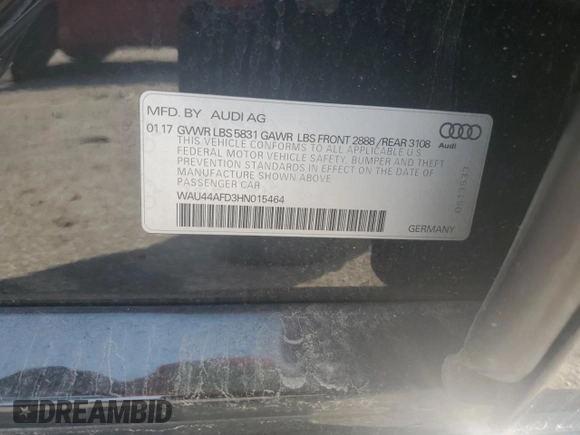 MFD. BY AUDI AG
01 17 GVWR LBS 5831 GAWR LBS FRONT 2888 /REAR 3108
THIS VEHICLE CONFORMS TO ALL APPLICABLE U.S
FEDERAL MOTOR VEHICLE SAFETY, BUMPER AND THEFT
PREVENTION STANDARDS IN EFFECT ON THE DATE OF
MANUFACTURE SHOWN ABOVE
PASSENGER CAR
WAU44AFD3HN015464
Audi
GERMANY
DREAMBID